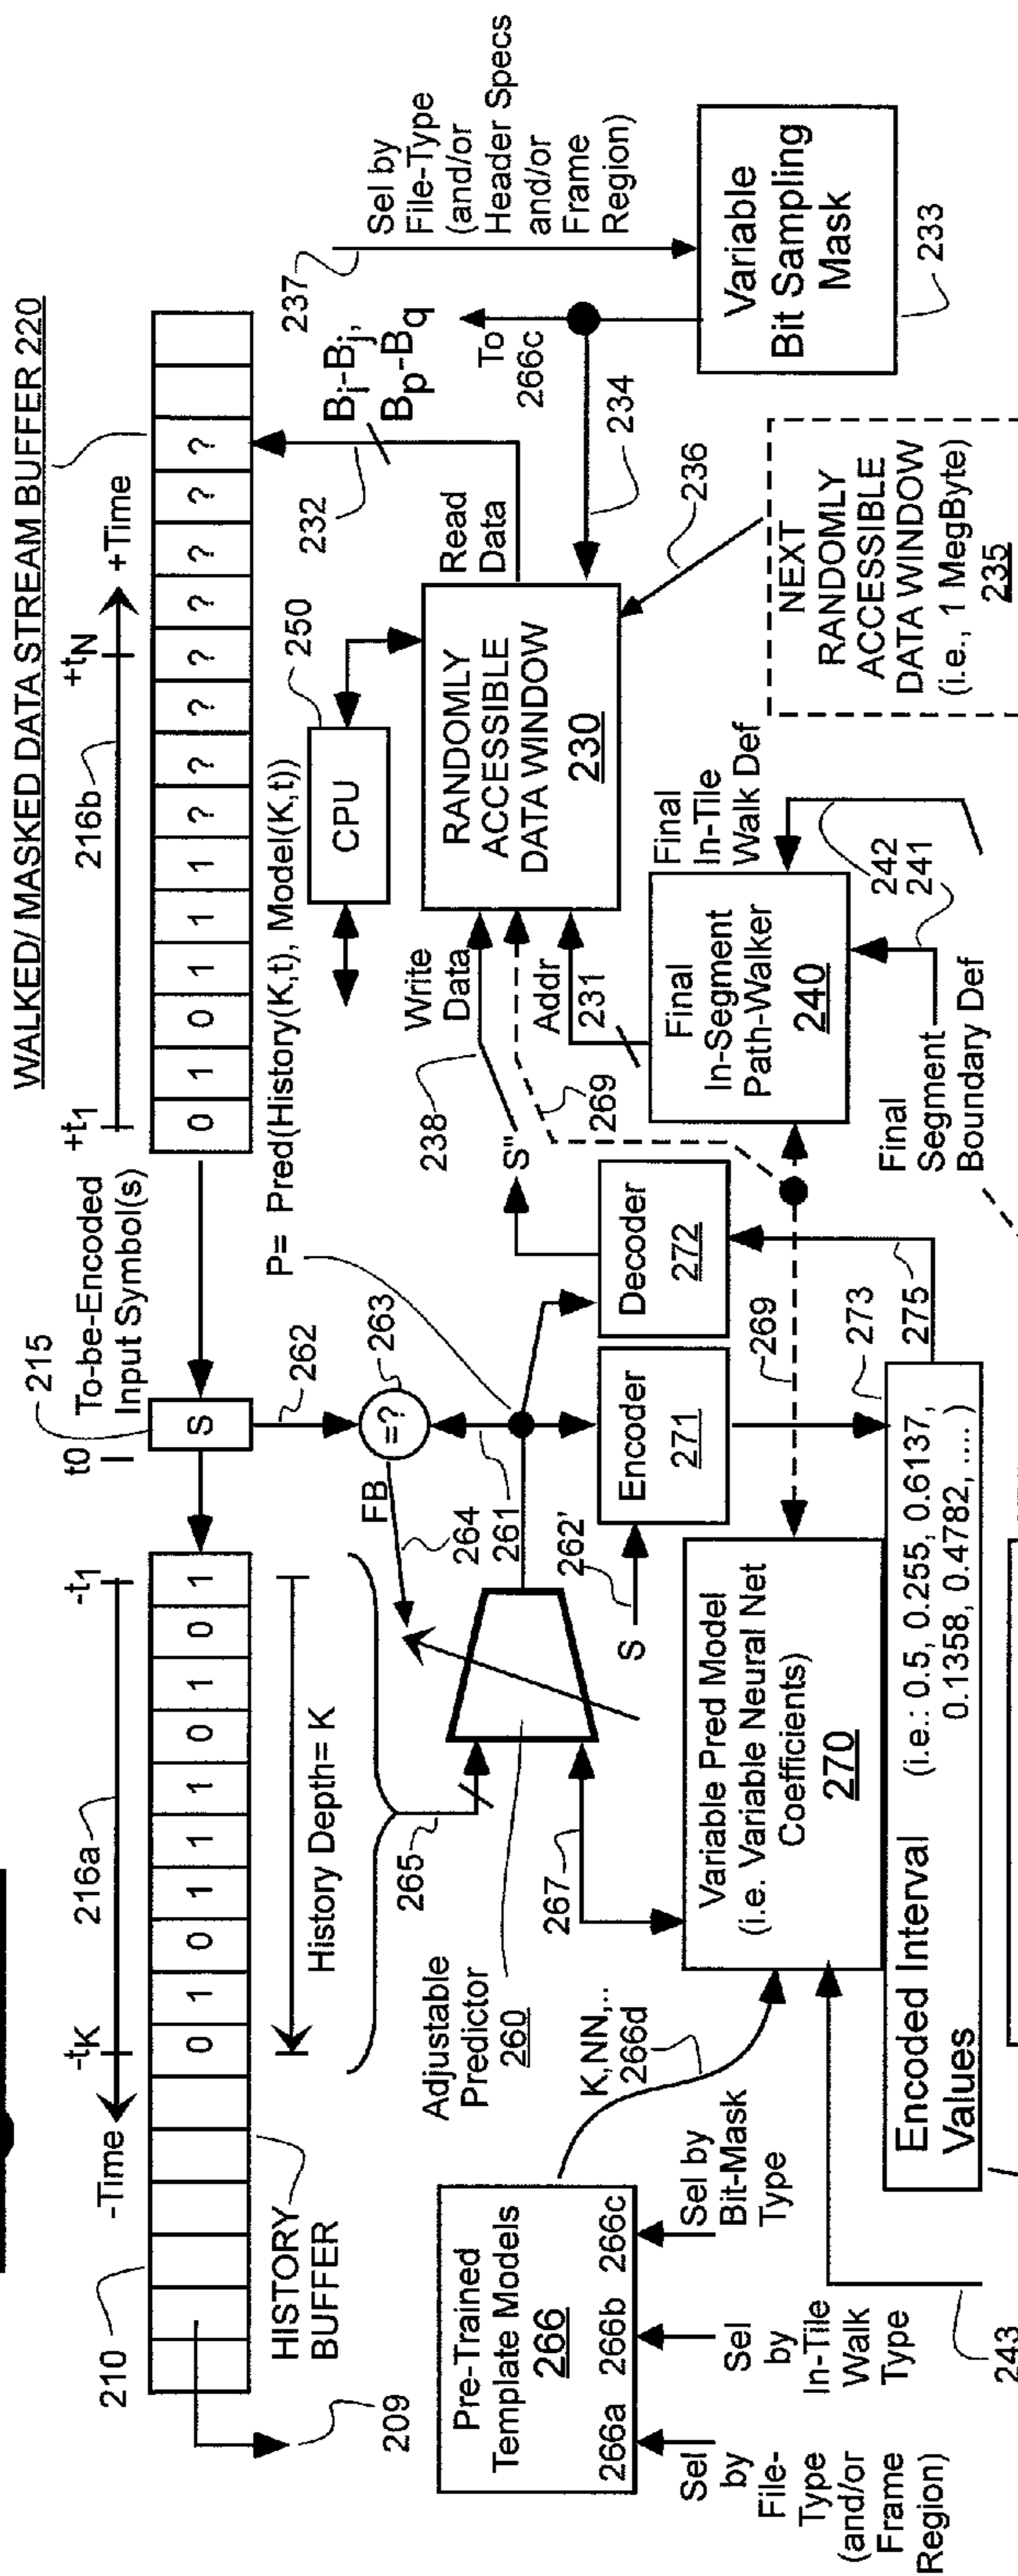 WALKED/ MASKED DATA STREAM BUFFER 220
-Time
-tK
216a
-t1
t0
215
To-be-Encoded
Input Symbol(s)
+t1
216b
+tN
+Time
210
0 1 0 1 1 1 0 1 0 1
S
0 1 0 1 1 1 ? ? ? ? ? ? ? ?
209
HISTORY
BUFFER
History Depth= K
262
P= Pred(History(K,t), Model(K,t))
FB
=?
263
264
261
265
Adjustable
Predictor
260
267
250
CPU
232
Bi-Bj,
Bp-Bq
237
Sel by
File-Type
(and/or
Header Specs
and/or
Frame
Region)
To
266c
Read
Data
234
236
Write
Data
238
S"
269
Addr
231
RANDOMLY
ACCESSIBLE
DATA WINDOW
230
Variable
Bit Sampling
Mask
233
Pre-Trained
Template Models
266
266a 266b 266c
K,NN,..
266d
Sel
by
File-
Type
(and/or
Frame
Region)
Sel
by
In-Tile
Walk
Type
Sel by
Bit-Mask
Type
243
S
262'
Encoder
271
Decoder
272
269
Variable Pred Model
(i.e. Variable Neural Net
Coefficients)
270
273
275
Encoded Interval
Values
(i.e.: 0.5, 0.255, 0.6137,
0.1358, 0.4782, .... )
Final
In-Segment
Path-Walker
240
Final
In-Tile
Walk Def
242
241
Final
Segment
Boundary Def
NEXT
RANDOMLY
ACCESSIBLE
DATA WINDOW
(i.e., 1 MegByte)
235